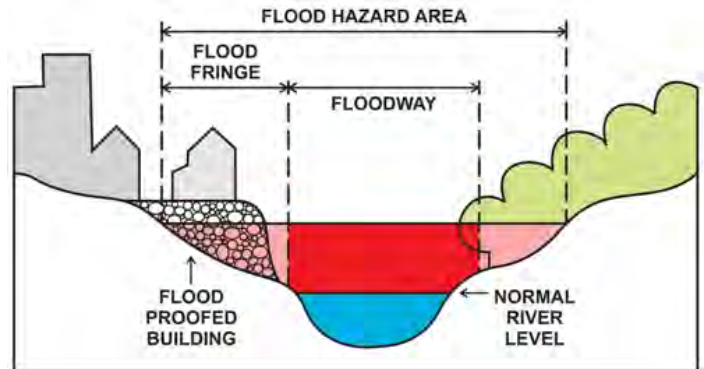 FLOOD HAZARD AREA
FLOOD
FRINGE
FLOODWAY
FLOOD
PROOFED
BUILDING
NORMAL
RIVER
LEVEL